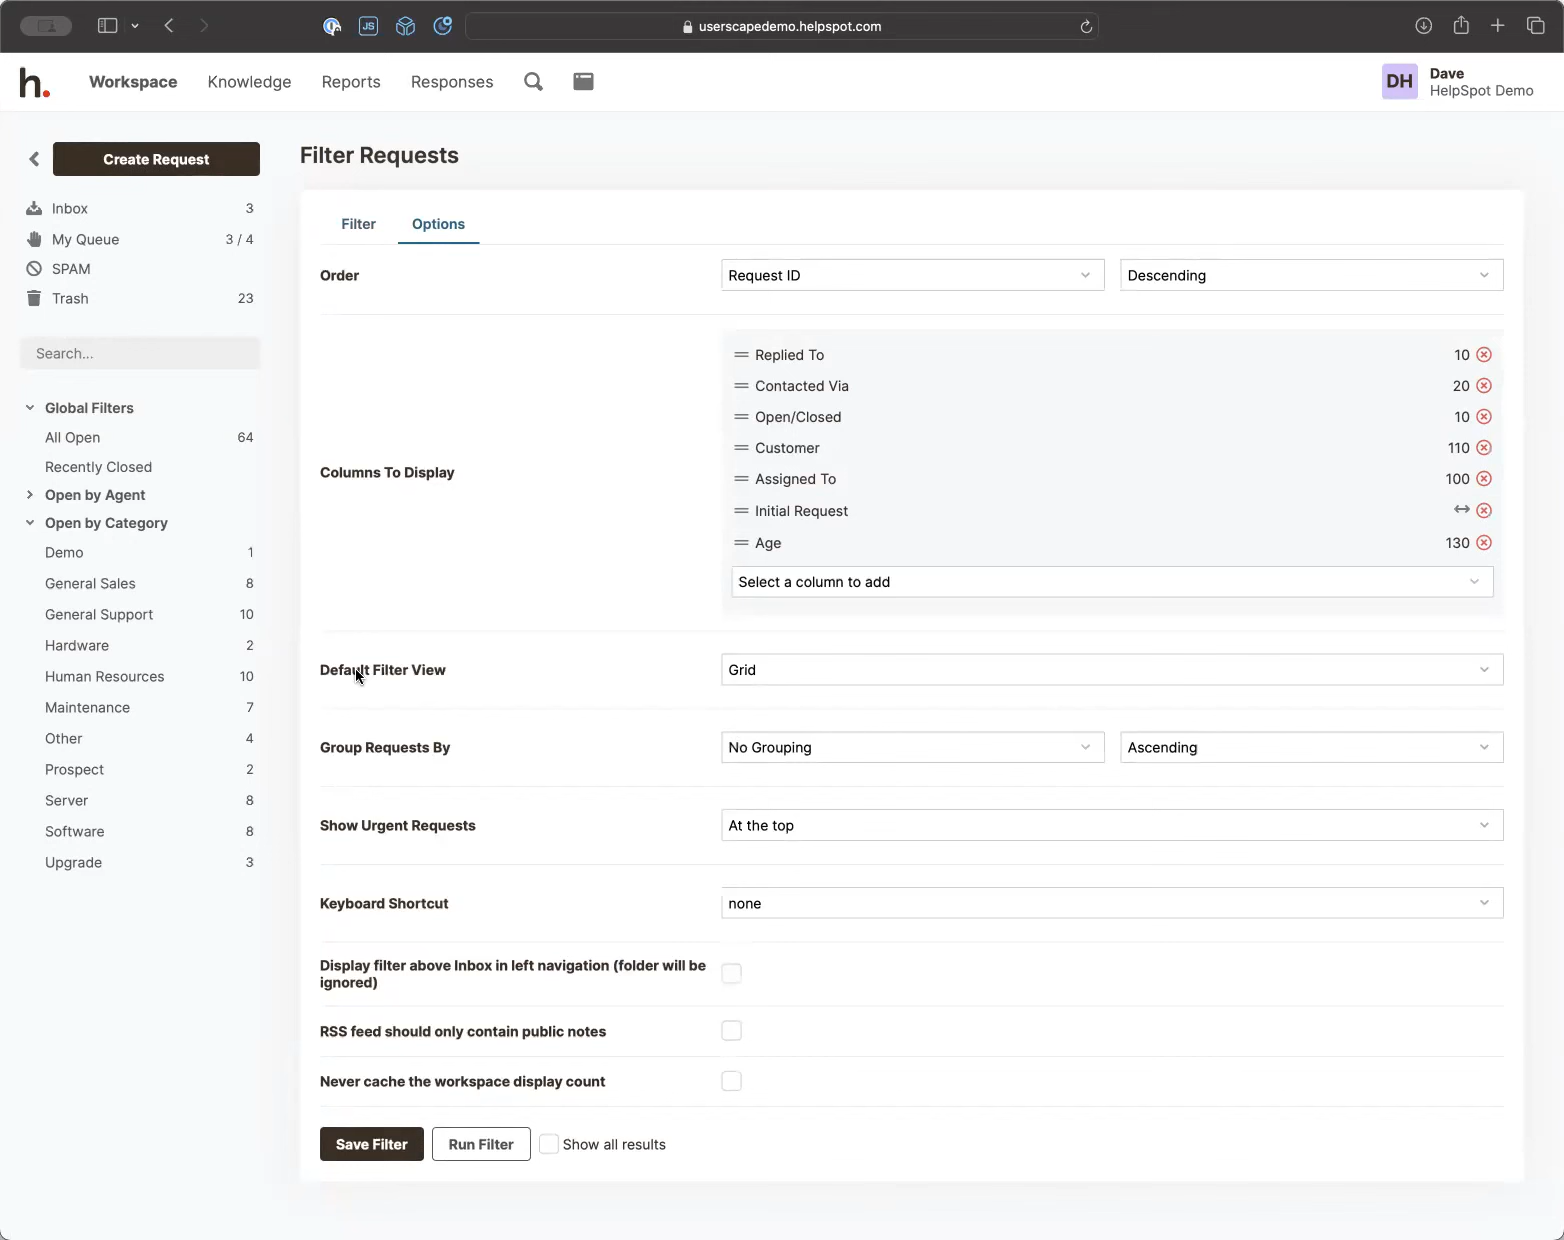 JS
userscapedemo.helpspot.com
h.
Workspace
Knowledge
Reports
Responses
DH
Dave
HelpSpot Demo
Create Request
Inbox 3
My Queue 3 / 4
SPAM
Trash 23
Search...
Global Filters
All Open 64
Recently Closed
Open by Agent
Open by Category
Demo 1
General Sales 8
General Support 10
Hardware 2
Human Resources 10
Maintenance 7
Other 4
Prospect 2
Server 8
Software 8
Upgrade 3
Filter Requests
Filter
Options
Order
Request ID
Descending
Columns To Display
Replied To 10
Contacted Via 20
Open/Closed 10
Customer 110
Assigned To 100
Initial Request
Age 130
Select a column to add
Default Filter View
Grid
Group Requests By
No Grouping
Ascending
Show Urgent Requests
At the top
Keyboard Shortcut
none
Display filter above Inbox in left navigation (folder will be
ignored)
RSS feed should only contain public notes
Never cache the workspace display count
Save Filter
Run Filter
Show all results